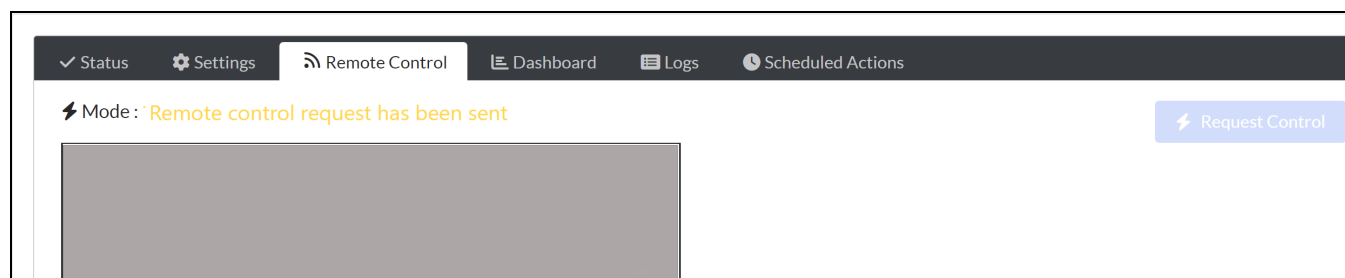 Status Settings Remote Control Dashboard Logs Scheduled Actions
Mode : Remote control request has been sent
Request Control